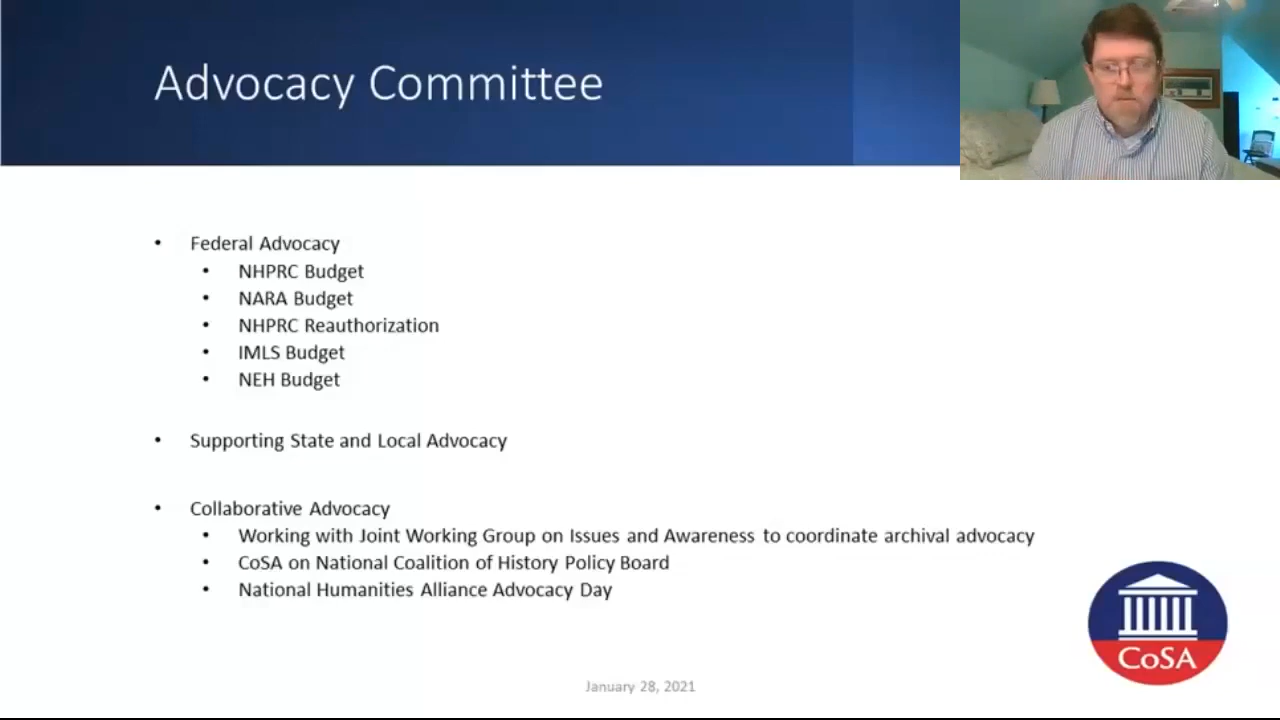 Advocacy Committee
• Federal Advocacy
• NHPRC Budget
• NARA Budget
• NHPRC Reauthorization
• IMLS Budget
• NEH Budget
• Supporting State and Local Advocacy
• Collaborative Advocacy
• Working with Joint Working Group on Issues and Awareness to coordinate archival advocacy
• CoSA on National Coalition of History Policy Board
• National Humanities Alliance Advocacy Day
CoSA
January 28, 2021